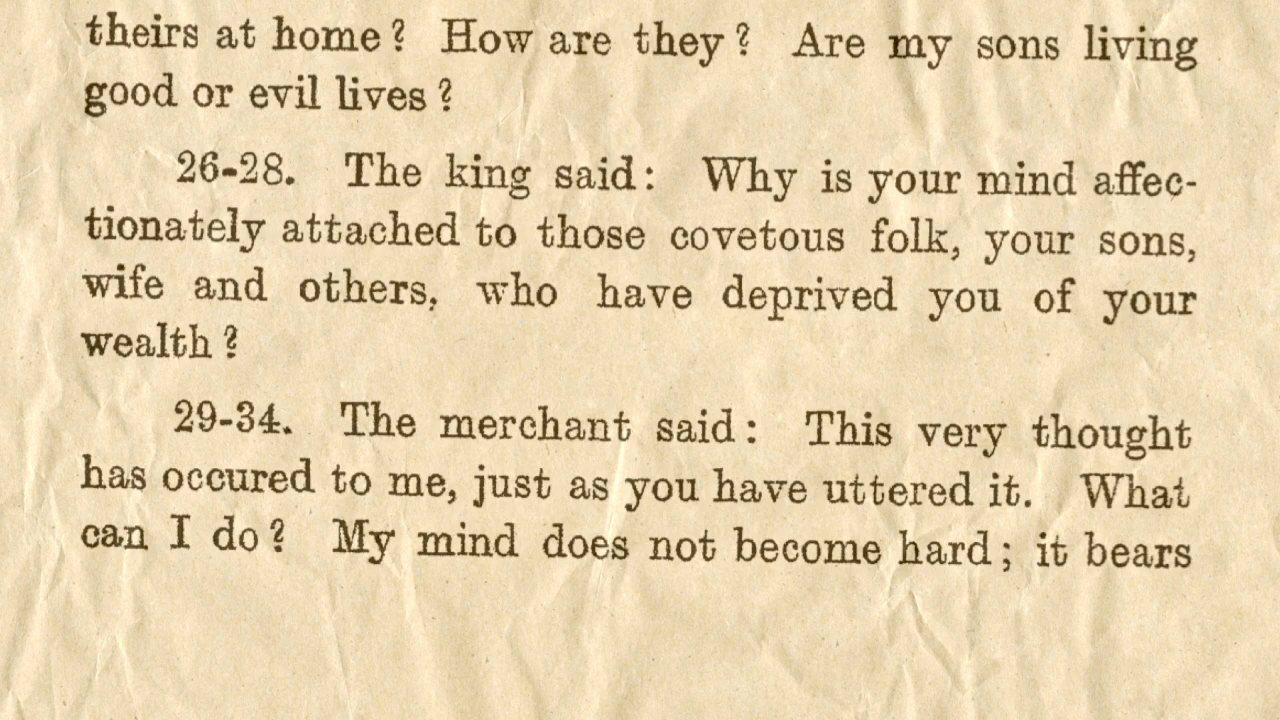 theirs at home? How are they? Are my sons living
good or evil lives?
26-28. The king said: Why is your mind affec-
tionately attached to those covetous folk, your sons,
wife and others, who have deprived you of your
wealth?
29-34. The merchant said: This very thought
has occured to me, just as you have uttered it. What
can I do? My mind does not become hard; it bears